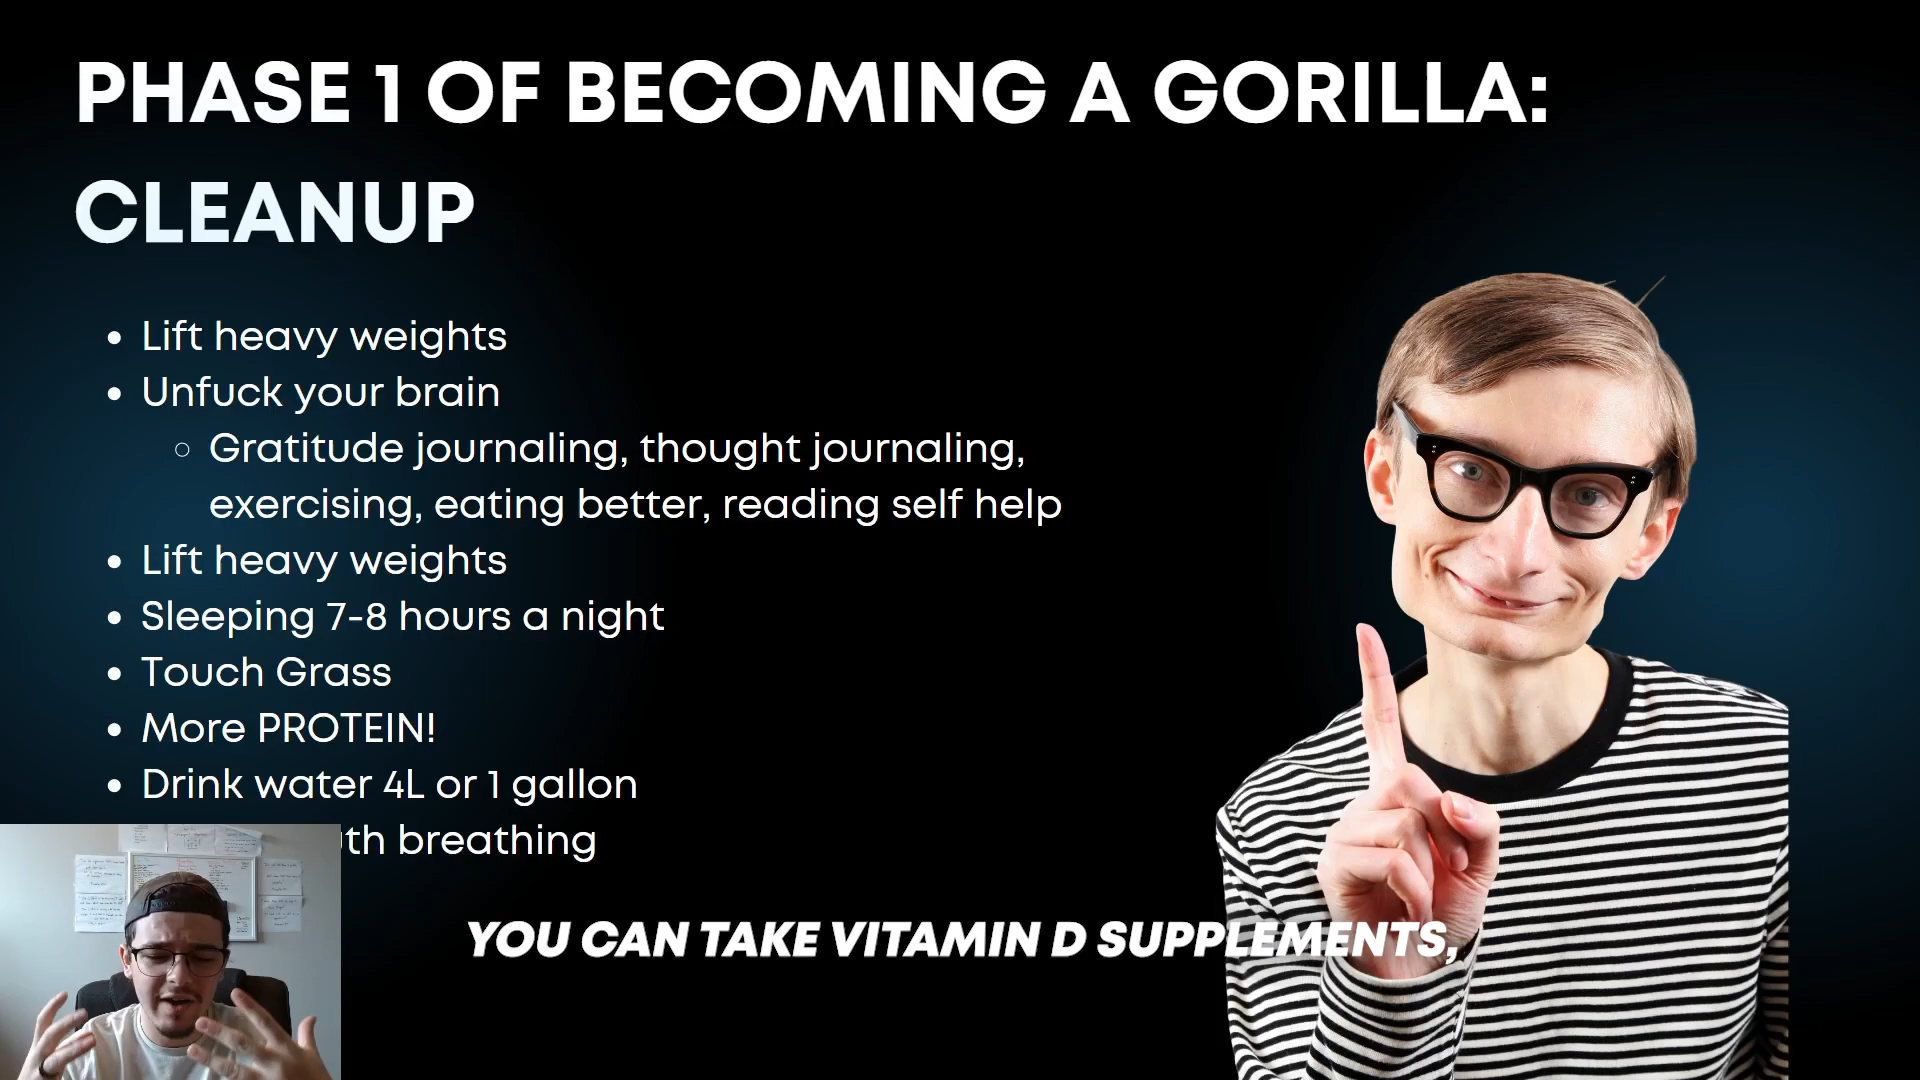 PHASE 1 OF BECOMING A GORILLA:
CLEANUP
Lift heavy weights
Unfuck your brain
Gratitude journaling, thought journaling,
exercising, eating better, reading self help
Lift heavy weights
Sleeping 7-8 hours a night
Touch Grass
More PROTEIN!
Drink water 4L or 1 gallon
breathing
YOU CAN TAKE VITAMIN D SUPPLEMENTS,